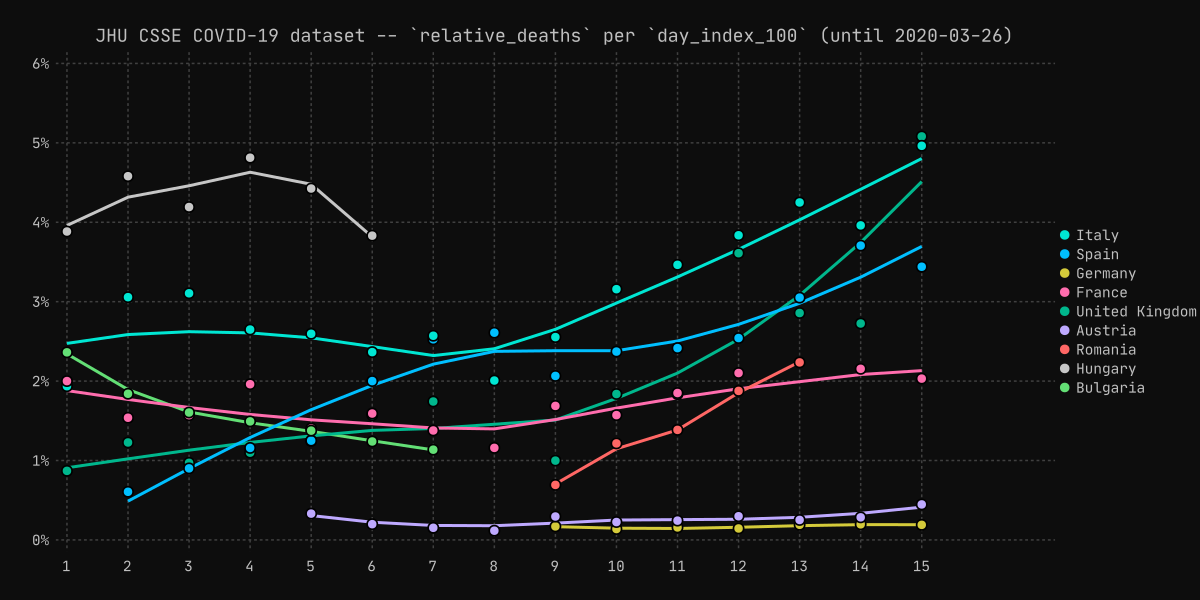 JHU CSSE COVID-19 dataset -- `relative_deaths` per `day_index_100` (until 2020-03-26)
6%
5%
4%
3%
2%
1%
0%
1 2 3 4 5 6 7 8 9 10 11 12 13 14 15
Italy
Spain
Germany
France
United Kingdom
Austria
Romania
Hungary
Bulgaria